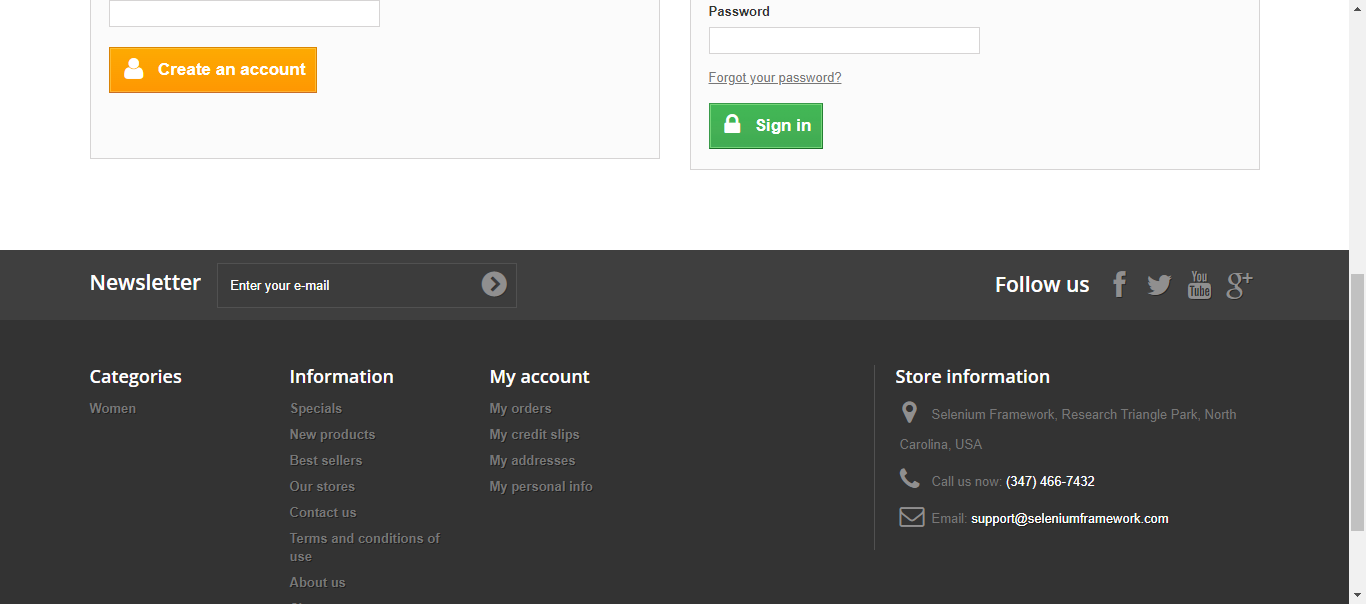 Password
Create an account
Forgot your password?
Sign in
Newsletter
Enter your e-mail
Follow us
You
Tube
g+
Categories
Women
Information
Specials
New products
Best sellers
Our stores
Contact us
Terms and conditions of
use
About us
My account
My orders
My credit slips
My addresses
My personal info
Store information
Selenium Framework, Research Triangle Park, North
Carolina, USA
Call us now: (347) 466-7432
Email: support@seleniumframework.com